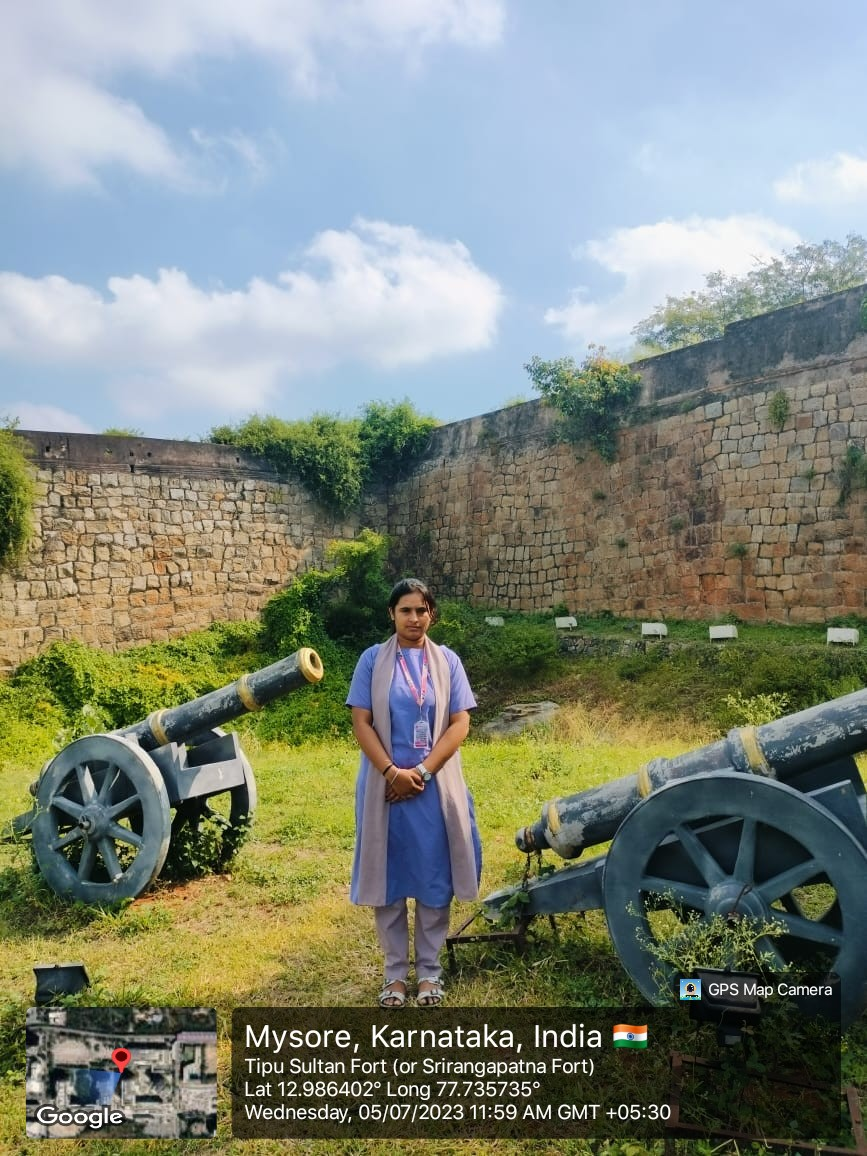 GPS Map Camera
Mysore, Karnataka, India 🇮🇳
Tipu Sultan Fort (or Srirangapatna Fort)
Lat 12.986402° Long 77.735735°
Wednesday, 05/07/2023 11:59 AM GMT +05:30
Google